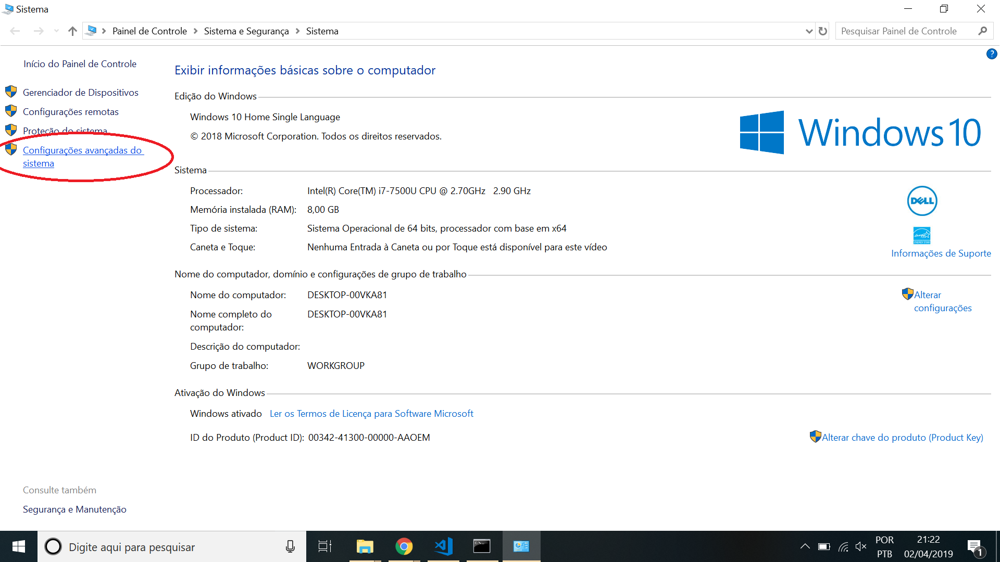 Sistema
Painel de Controle > Sistema e Segurança > Sistema
Pesquisar Painel de Controle
?
Início do Painel de Controle
Gerenciador de Dispositivos
Configurações remotas
Proteção do sistema
Configurações avançadas do
sistema
Consulte também
Segurança e Manutenção
Exibir informações básicas sobre o computador
Edição do Windows
Windows 10 Home Single Language
© 2018 Microsoft Corporation. Todos os direitos reservados.
Windows 10
Sistema
Processador: Intel(R) Core(TM) i7-7500U CPU @ 2.70GHz 2.90 GHz
Memória instalada (RAM): 8,00 GB
Tipo de sistema: Sistema Operacional de 64 bits, processador com base em x64
Caneta e Toque: Nenhuma Entrada à Caneta ou por Toque está disponível para este vídeo
DELL
ENERGY STAR
Informações de Suporte
Nome do computador, domínio e configurações de grupo de trabalho
Nome do computador: DESKTOP-00VKA81
Nome completo do DESKTOP-00VKA81
computador:
Descrição do computador:
Grupo de trabalho: WORKGROUP
Alterar
configurações
Ativação do Windows
Windows ativado Ler os Termos de Licença para Software Microsoft
ID do Produto (Product ID): 00342-41300-00000-AAOEM
Alterar chave do produto (Product Key)
Digite aqui para pesquisar
POR
PTB
21:22
02/04/2019
1